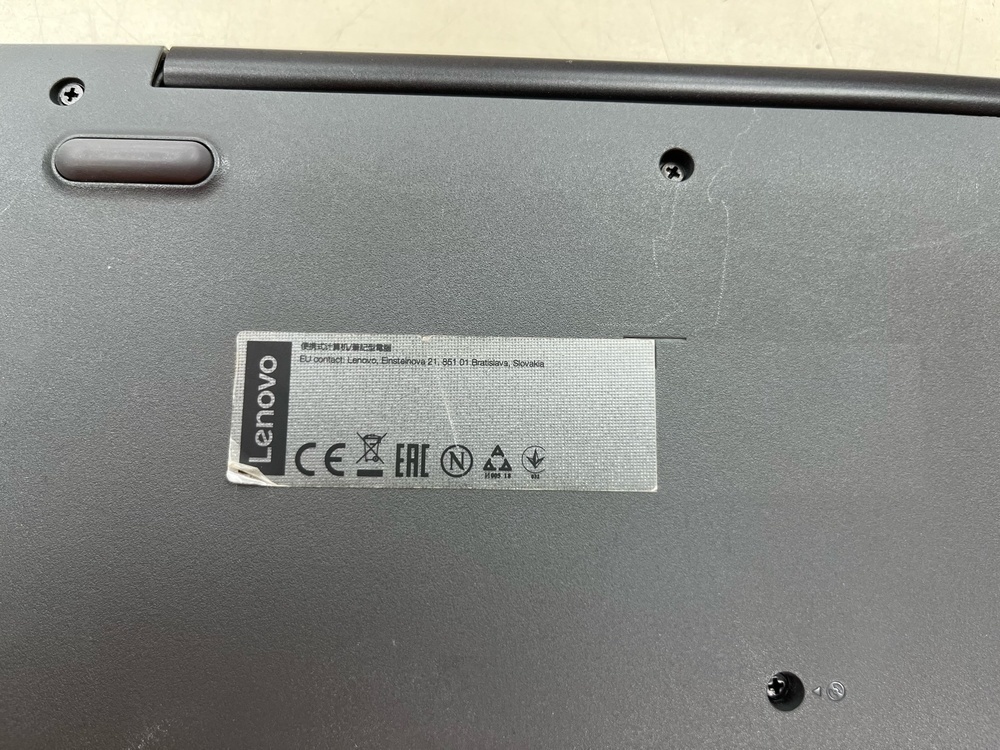 Lenovo
便携式计算机/筆記型電腦
EU contact: Lenovo, Einsteinova 21, 851 01 Bratislava, Slovakia
CE EAC N